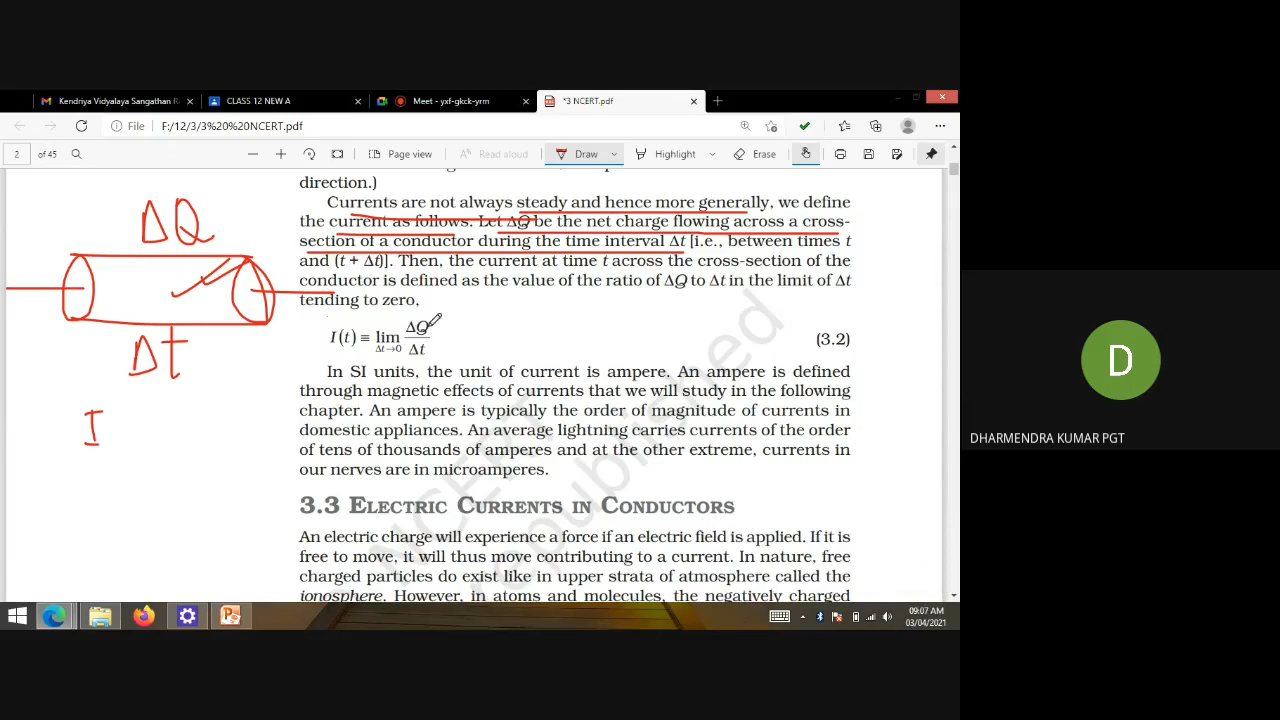 Kendriya Vidyalaya Sangathan R
CLASS 12 NEW A
Meet - yxf-gkck-yrm
*3 NCERT.pdf
File
F:/12/3/3%20%20NCERT.pdf
2
of 45
Page view
Read aloud
Draw
Highlight
Erase
direction.)
Currents are not always steady and hence more generally, we define
the current as follows. Let ΔQ be the net charge flowing across a cross-
section of a conductor during the time interval Δt [i.e., between times t
and (t + Δt)]. Then, the current at time t across the cross-section of the
conductor is defined as the value of the ratio of ΔQ to Δt in the limit of Δt
tending to zero,
I(t) ≡ lim Δt→0 ΔQ/Δt (3.2)
In SI units, the unit of current is ampere. An ampere is defined
through magnetic effects of currents that we will study in the following
chapter. An ampere is typically the order of magnitude of currents in
domestic appliances. An average lightning carries currents of the order
of tens of thousands of amperes and at the other extreme, currents in
our nerves are in microamperes.
3.3 ELECTRIC CURRENTS IN CONDUCTORS
An electric charge will experience a force if an electric field is applied. If it is
free to move, it will thus move contributing to a current. In nature, free
charged particles do exist like in upper strata of atmosphere called the
ionosphere. However, in atoms and molecules, the negatively charged
ΔQ
Δt
I
NCERT
republished
D
DHARMENDRA KUMAR PGT
09:07 AM
03/04/2021